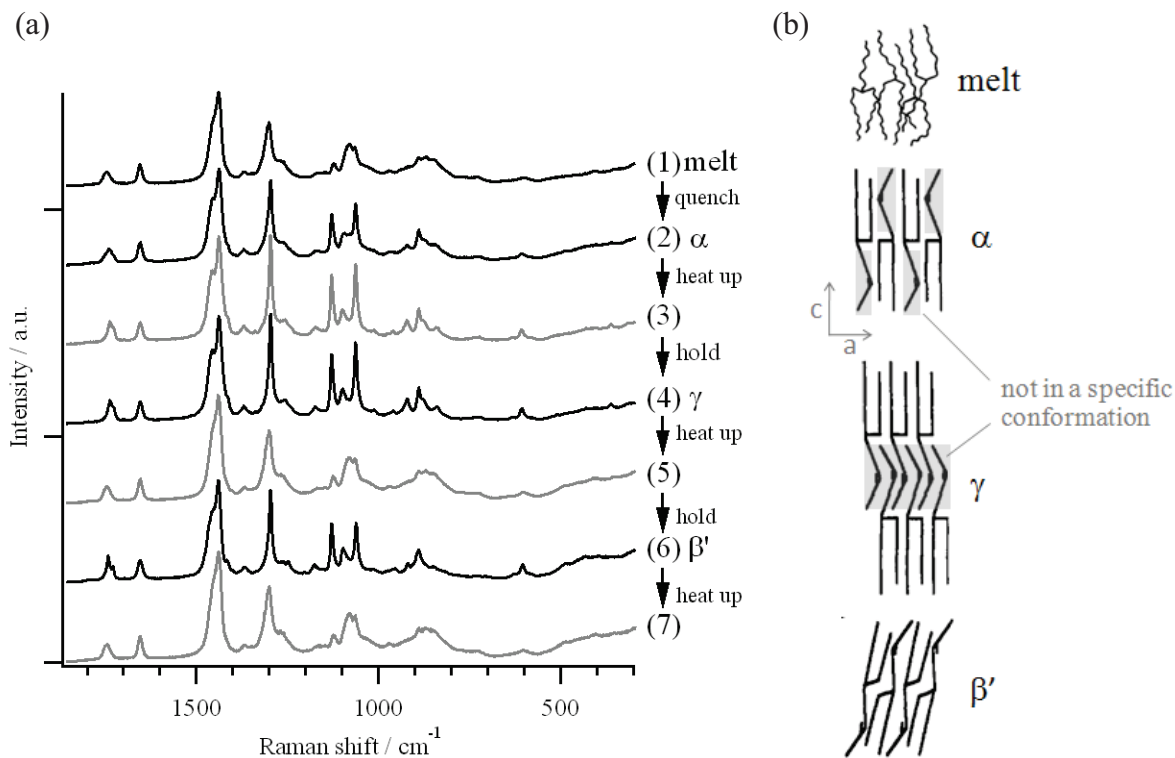 (a)
Intensity / a.u.
(1) melt
quench
(2) α
heat up
(3)
hold
(4) γ
heat up
(5)
hold
(6) β'
heat up
(7)
1500
1000
500
Raman shift / cm⁻¹
(b)
melt
α
c
a
not in a specific
conformation
γ
β'